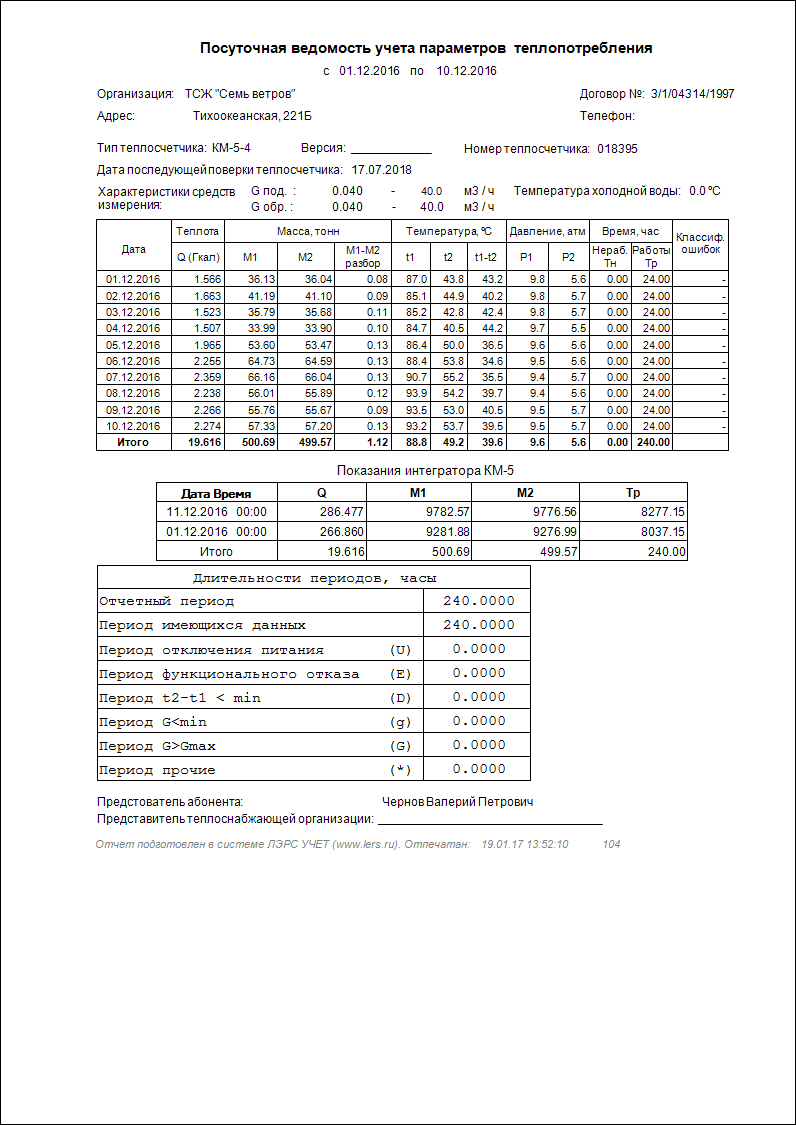 Посуточная ведомость учета параметров теплопотребления
с 01.12.2016 по 10.12.2016
Организация: ТСЖ "Семь ветров" Договор №: 3/1/04314/1997
Адрес: Тихоокеанская, 221Б Телефон:
Тип теплосчетчика: КМ-5-4 Версия: ____________ Номер теплосчетчика: 018395
Дата последующей поверки теплосчетчика: 17.07.2018
Характеристики средств измерения: G под. : 0.040 - 40.0 м3 / ч Температура холодной воды: 0.0 ºC
G обр. : 0.040 - 40.0 м3 / ч
Дата Теплота Масса, тонн Температура, ºC Давление, атм Время, час Классиф. ошибок
Q (Гкал) M1 M2 M1-M2 разбор t1 t2 t1-t2 P1 P2 Нераб. Тн Работы Тр
01.12.2016 1.566 36.13 36.04 0.08 87.0 43.8 43.2 9.8 5.6 0.00 24.00 -
02.12.2016 1.663 41.19 41.10 0.09 85.1 44.9 40.2 9.8 5.7 0.00 24.00 -
03.12.2016 1.523 35.79 35.68 0.11 85.2 42.8 42.4 9.8 5.7 0.00 24.00 -
04.12.2016 1.507 33.99 33.90 0.10 84.7 40.5 44.2 9.7 5.5 0.00 24.00 -
05.12.2016 1.965 53.60 53.47 0.13 86.4 50.0 36.5 9.6 5.6 0.00 24.00 -
06.12.2016 2.255 64.73 64.59 0.13 88.4 53.8 34.6 9.5 5.6 0.00 24.00 -
07.12.2016 2.359 66.16 66.04 0.13 90.7 55.2 35.5 9.4 5.7 0.00 24.00 -
08.12.2016 2.238 56.01 55.89 0.12 93.9 54.2 39.7 9.4 5.6 0.00 24.00 -
09.12.2016 2.266 55.76 55.67 0.09 93.5 53.0 40.5 9.5 5.7 0.00 24.00 -
10.12.2016 2.274 57.33 57.20 0.13 93.2 53.7 39.5 9.5 5.7 0.00 24.00 -
Итого 19.616 500.69 499.57 1.12 88.8 49.2 39.6 9.6 5.6 0.00 240.00
Показания интегратора КМ-5
Дата Время Q M1 M2 Тр
11.12.2016 00:00 286.477 9782.57 9776.56 8277.15
01.12.2016 00:00 266.860 9281.88 9276.99 8037.15
Итого 19.616 500.69 499.57 240.00
Длительности периодов, часы
Отчетный период 240.0000
Период имеющихся данных 240.0000
Период отключения питания (U) 0.0000
Период функционального отказа (E) 0.0000
Период t2-t1 < min (D) 0.0000
Период G<min (g) 0.0000
Период G>Gmax (G) 0.0000
Период прочие (*) 0.0000
Предстователь абонента: Чернов Валерий Петрович
Представитель теплоснабжающей организации: __________________________________
Отчет подготовлен в системе ЛЭРС УЧЕТ (www.lers.ru). Отпечатан: 19.01.17 13:52:10 104